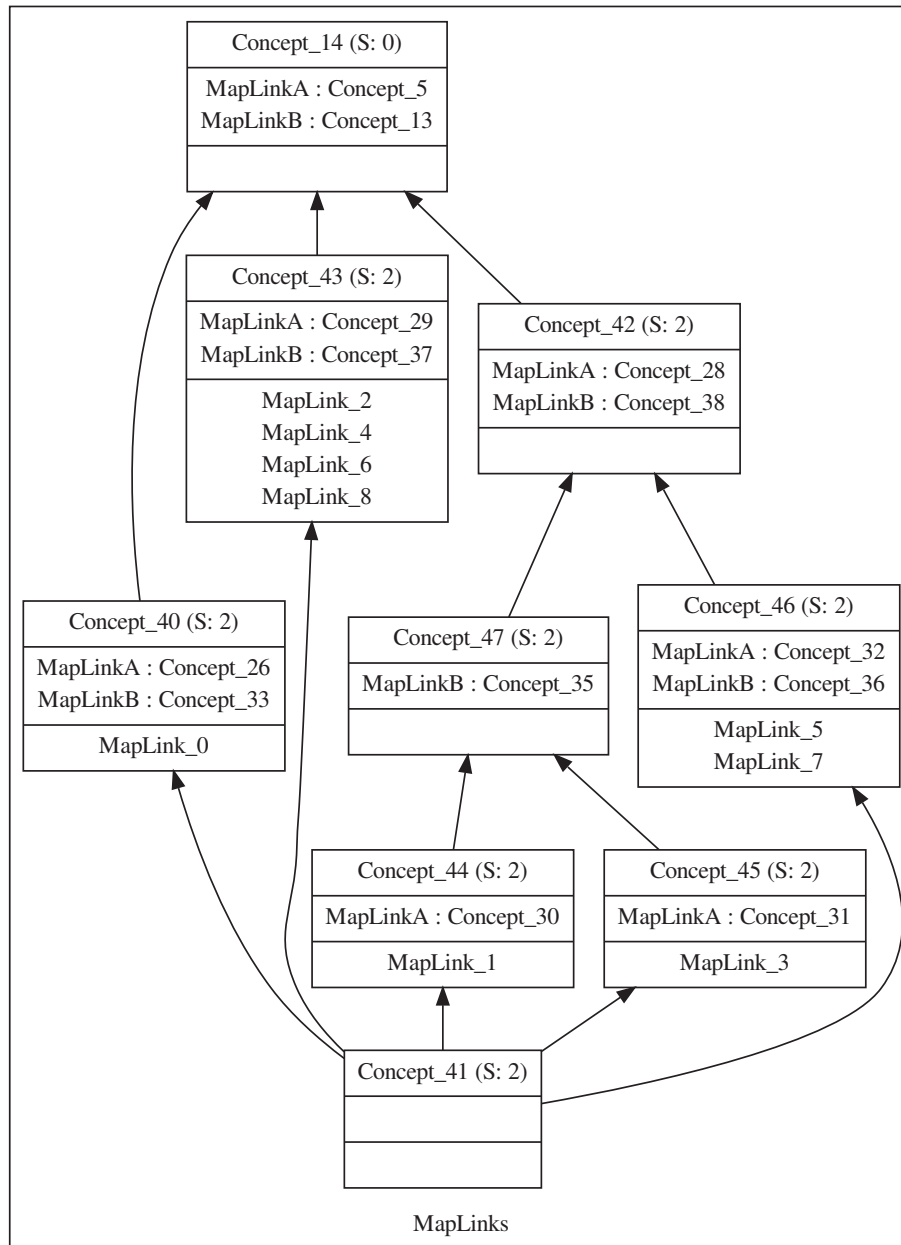 Concept_14 (S: 0)
MapLinkA : Concept_5
MapLinkB : Concept_13
Concept_43 (S: 2)
MapLinkA : Concept_29
MapLinkB : Concept_37
MapLink_2
MapLink_4
MapLink_6
MapLink_8
Concept_42 (S: 2)
MapLinkA : Concept_28
MapLinkB : Concept_38
Concept_40 (S: 2)
MapLinkA : Concept_26
MapLinkB : Concept_33
MapLink_0
Concept_47 (S: 2)
MapLinkB : Concept_35
Concept_46 (S: 2)
MapLinkA : Concept_32
MapLinkB : Concept_36
MapLink_5
MapLink_7
Concept_44 (S: 2)
MapLinkA : Concept_30
MapLink_1
Concept_45 (S: 2)
MapLinkA : Concept_31
MapLink_3
Concept_41 (S: 2)
MapLinks